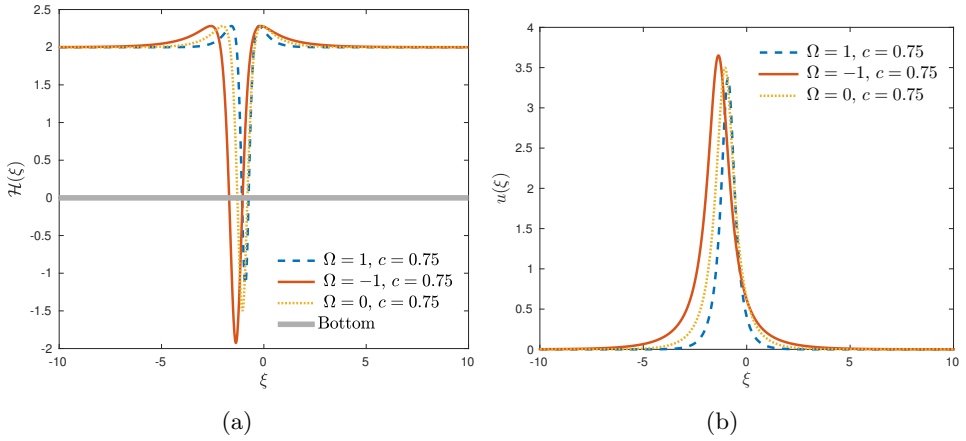 2.5
2
1.5
1
0.5
0
-0.5
-1
-1.5
-2
-10
-5
0
5
10
ℋ(ξ)
ξ
Ω = 1, c = 0.75
Ω = −1, c = 0.75
Ω = 0, c = 0.75
Bottom
(a)
4
3.5
3
2.5
2
1.5
1
0.5
0
-10
-5
0
5
10
u(ξ)
ξ
Ω = 1, c = 0.75
Ω = −1, c = 0.75
Ω = 0, c = 0.75
(b)